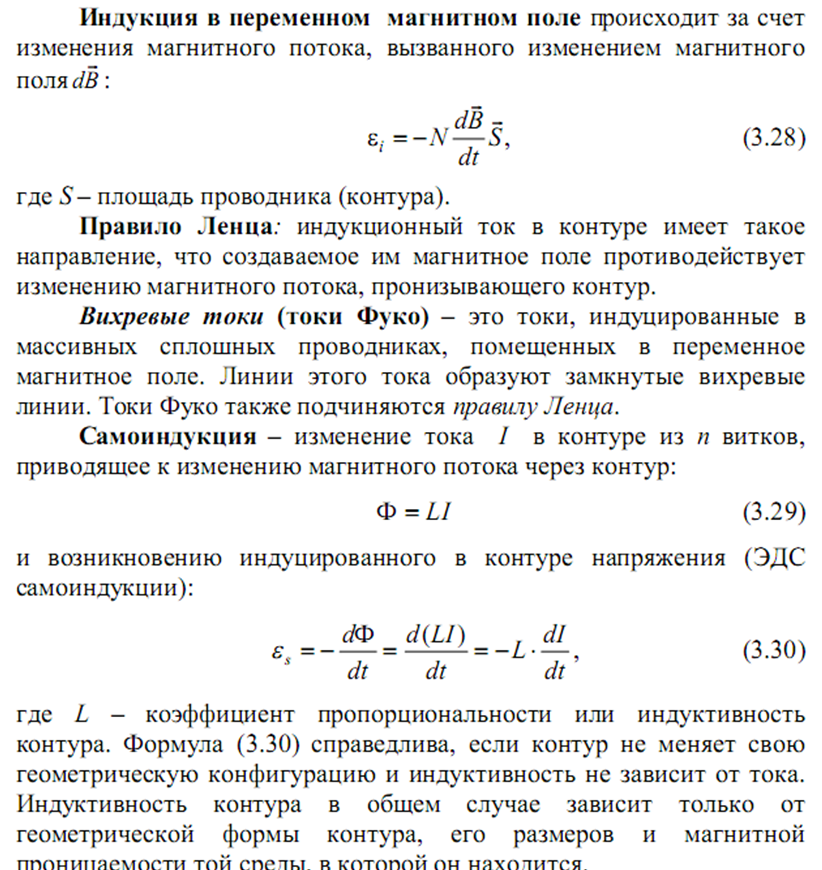 Индукция в переменном магнитном поле происходит за счет
изменения магнитного потока, вызванного изменением магнитного
поля dB⃗ :
εᵢ = −N dB⃗/dt S⃗, (3.28)
где S – площадь проводника (контура).
Правило Ленца: индукционный ток в контуре имеет такое
направление, что создаваемое им магнитное поле противодействует
изменению магнитного потока, пронизывающего контур.
Вихревые токи (токи Фуко) – это токи, индуцированные в
массивных сплошных проводниках, помещенных в переменное
магнитное поле. Линии этого тока образуют замкнутые вихревые
линии. Токи Фуко также подчиняются правилу Ленца.
Самоиндукция – изменение тока I в контуре из n витков,
приводящее к изменению магнитного потока через контур:
Ф = LI (3.29)
и возникновению индуцированного в контуре напряжения (ЭДС
самоиндукции):
εₛ = − dФ/dt = d(LI)/dt = −L · dI/dt , (3.30)
где L – коэффициент пропорциональности или индуктивность
контура. Формула (3.30) справедлива, если контур не меняет свою
геометрическую конфигурацию и индуктивность не зависит от тока.
Индуктивность контура в общем случае зависит только от
геометрической формы контура, его размеров и магнитной
проницаемости той среды, в которой он находится.